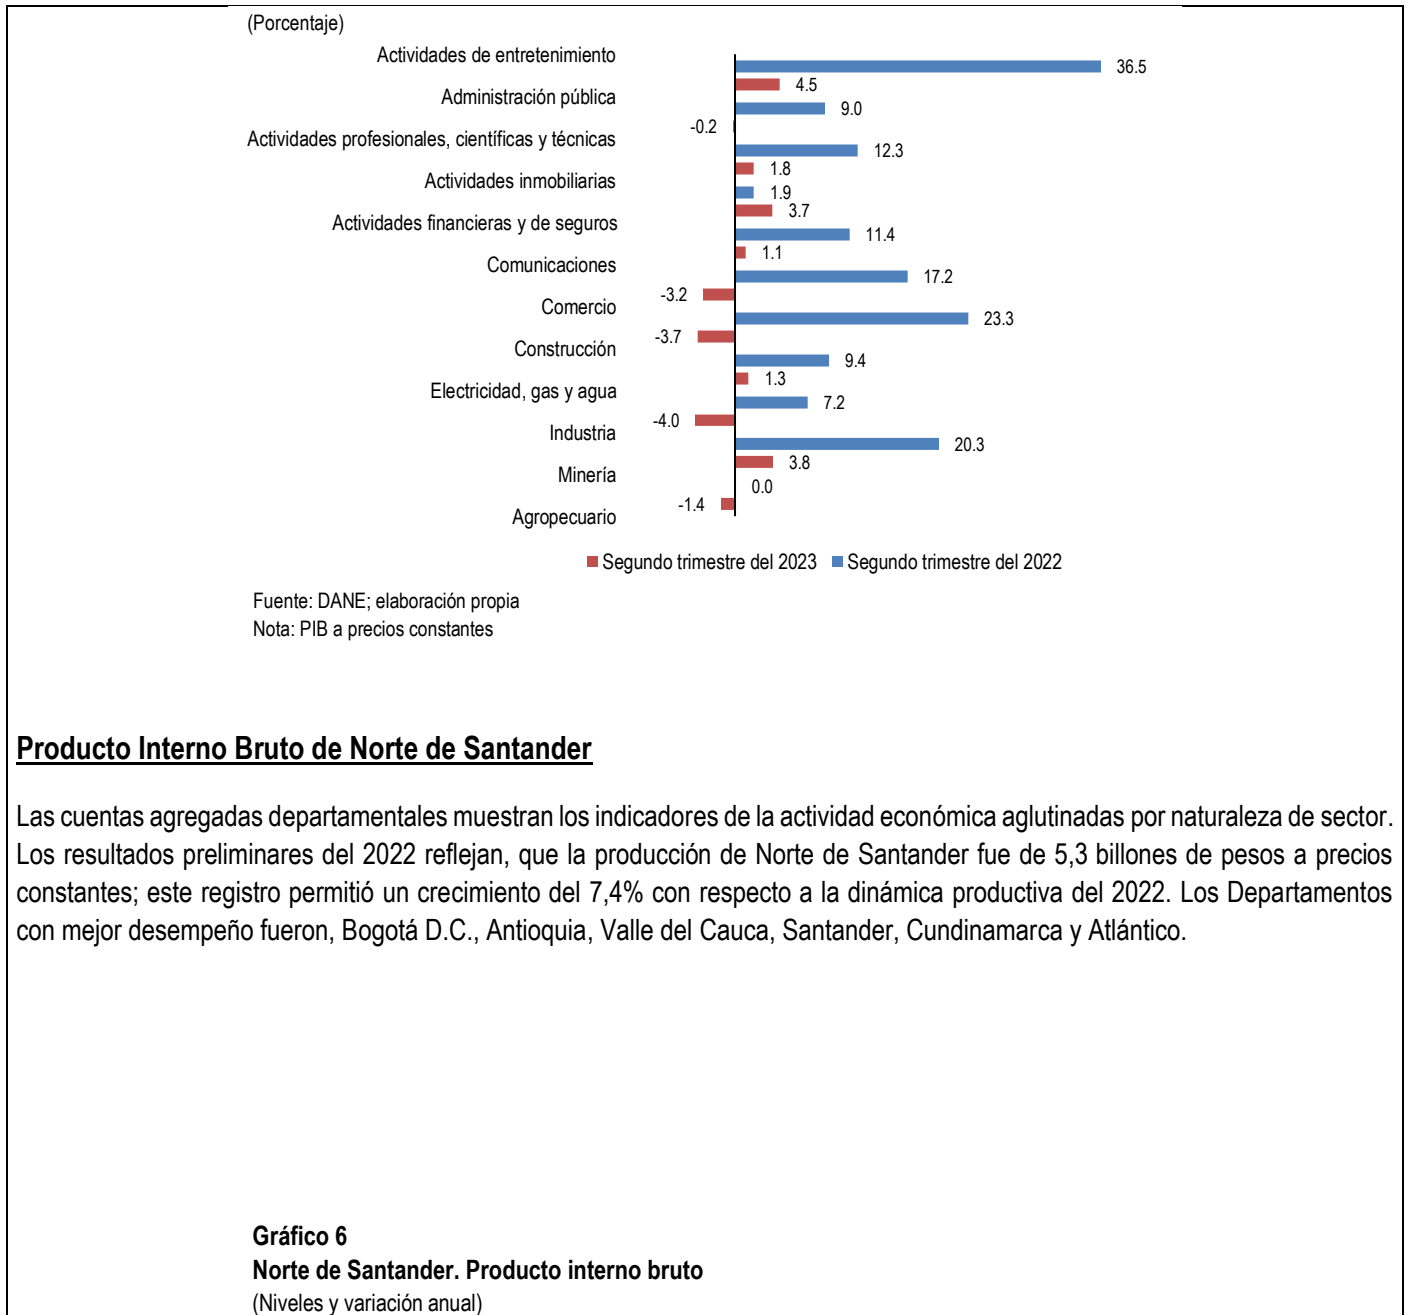 (Porcentaje)
Actividades de entretenimiento
36.5
4.5
Administración pública
9.0
-0.2
Actividades profesionales, científicas y técnicas
12.3
1.8
Actividades inmobiliarias
1.9
3.7
Actividades financieras y de seguros
11.4
1.1
Comunicaciones
17.2
-3.2
Comercio
23.3
-3.7
Construcción
9.4
1.3
Electricidad, gas y agua
7.2
-4.0
Industria
20.3
3.8
Minería
0.0
-1.4
Agropecuario
Segundo trimestre del 2023 Segundo trimestre del 2022
Fuente: DANE; elaboración propia
Nota: PIB a precios constantes
Producto Interno Bruto de Norte de Santander
Las cuentas agregadas departamentales muestran los indicadores de la actividad económica aglutinadas por naturaleza de sector.
Los resultados preliminares del 2022 reflejan, que la producción de Norte de Santander fue de 5,3 billones de pesos a precios
constantes; este registro permitió un crecimiento del 7,4% con respecto a la dinámica productiva del 2022. Los Departamentos
con mejor desempeño fueron, Bogotá D.C., Antioquia, Valle del Cauca, Santander, Cundinamarca y Atlántico.
Gráfico 6
Norte de Santander. Producto interno bruto
(Niveles y variación anual)